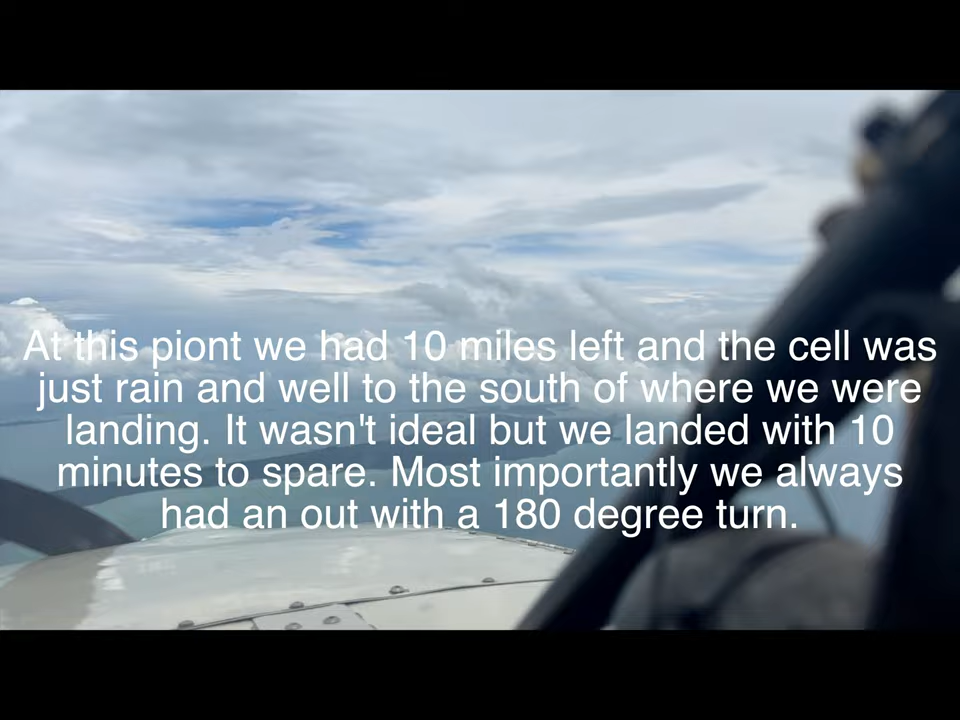 At this piont we had 10 miles left and the cell was
just rain and well to the south of where we were
landing. It wasn't ideal but we landed with 10
minutes to spare. Most importantly we always
had an out with a 180 degree turn.